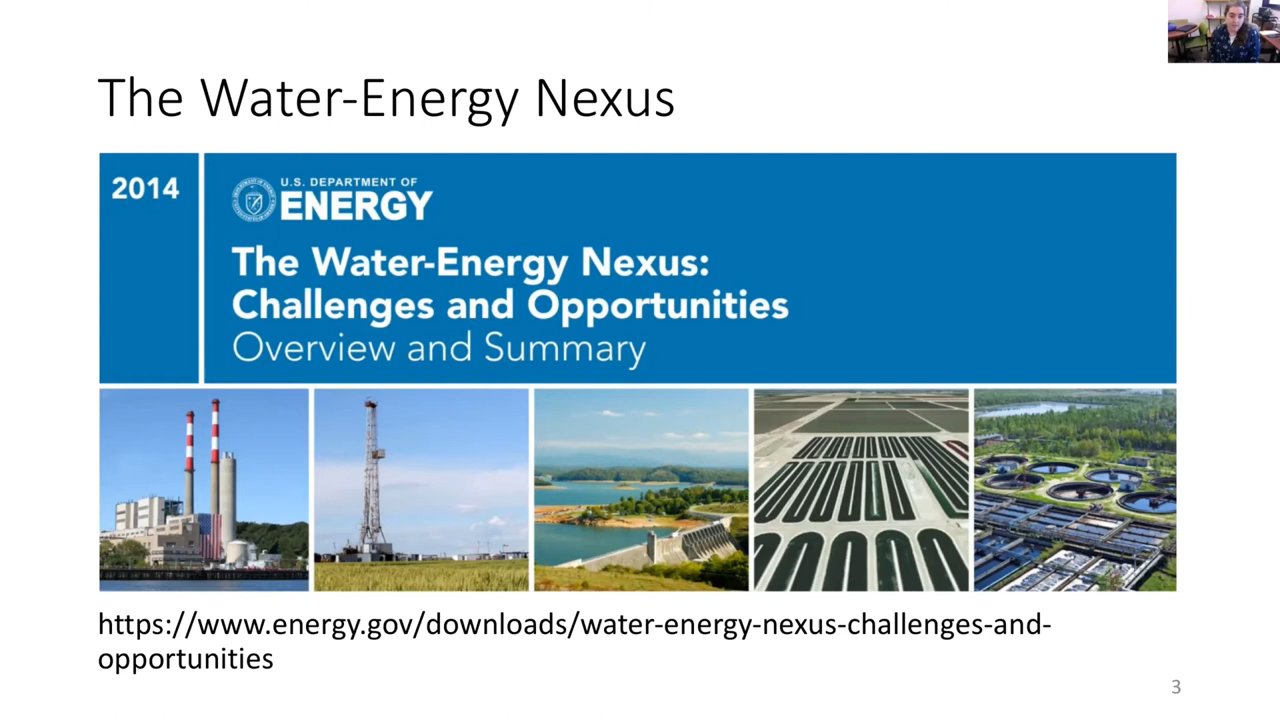 The Water-Energy Nexus
2014
U.S. DEPARTMENT OF
ENERGY
The Water-Energy Nexus:
Challenges and Opportunities
Overview and Summary
https://www.energy.gov/downloads/water-energy-nexus-challenges-and-
opportunities
3